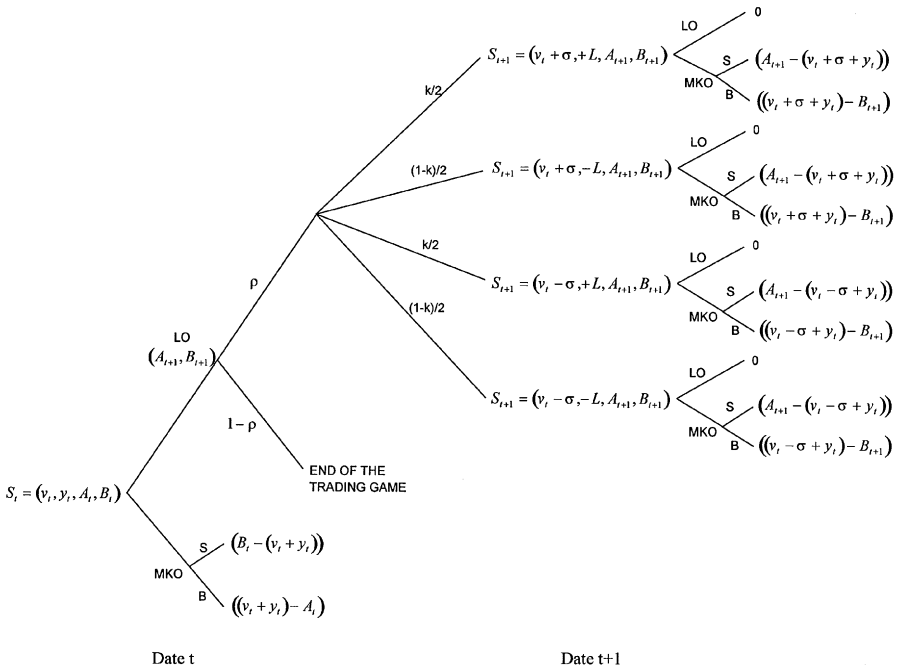 LO
0
S_{t+1} = (v_t + σ, +L, A_{t+1}, B_{t+1})
S
(A_{t+1} − (v_t + σ + y_t))
MKO
B
((v_t + σ + y_t) − B_{t+1})
k/2
LO
0
(1-k)/2
S_{t+1} = (v_t + σ, −L, A_{t+1}, B_{t+1})
S
(A_{t+1} − (v_t + σ + y_t))
MKO
B
((v_t + σ + y_t) − B_{t+1})
k/2
LO
0
S_{t+1} = (v_t − σ, +L, A_{t+1}, B_{t+1})
S
(A_{t+1} − (v_t − σ + y_t))
MKO
B
((v_t − σ + y_t) − B_{t+1})
ρ
(1-k)/2
LO
(A_{t+1}, B_{t+1})
LO
0
S_{t+1} = (v_t − σ, −L, A_{t+1}, B_{t+1})
S
(A_{t+1} − (v_t − σ + y_t))
MKO
B
((v_t − σ + y_t) − B_{t+1})
1 − ρ
END OF THE
TRADING GAME
S_t = (v_t, y_t, A_t, B_t)
S
(B_t − (v_t + y_t))
MKO
B
((v_t + y_t) − A_t)
Date t
Date t+1